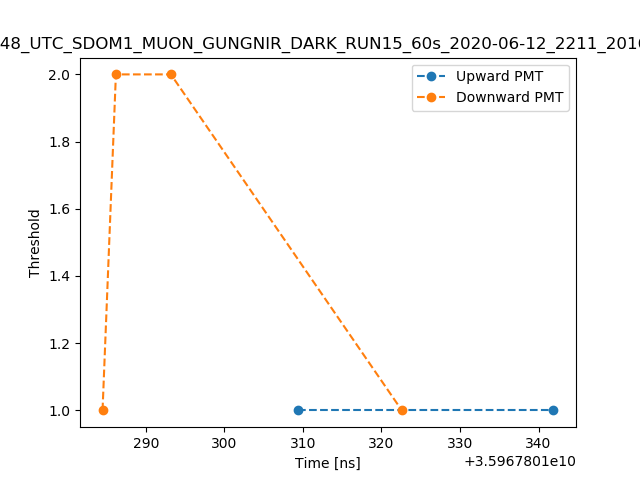 48_UTC_SDOM1_MUON_GUNGNIR_DARK_RUN15_60s_2020-06-12_2211_2016
Upward PMT
Downward PMT
2.0
1.8
1.6
1.4
1.2
1.0
Threshold
290 300 310 320 330 340
Time [ns]
+3.5967801e10